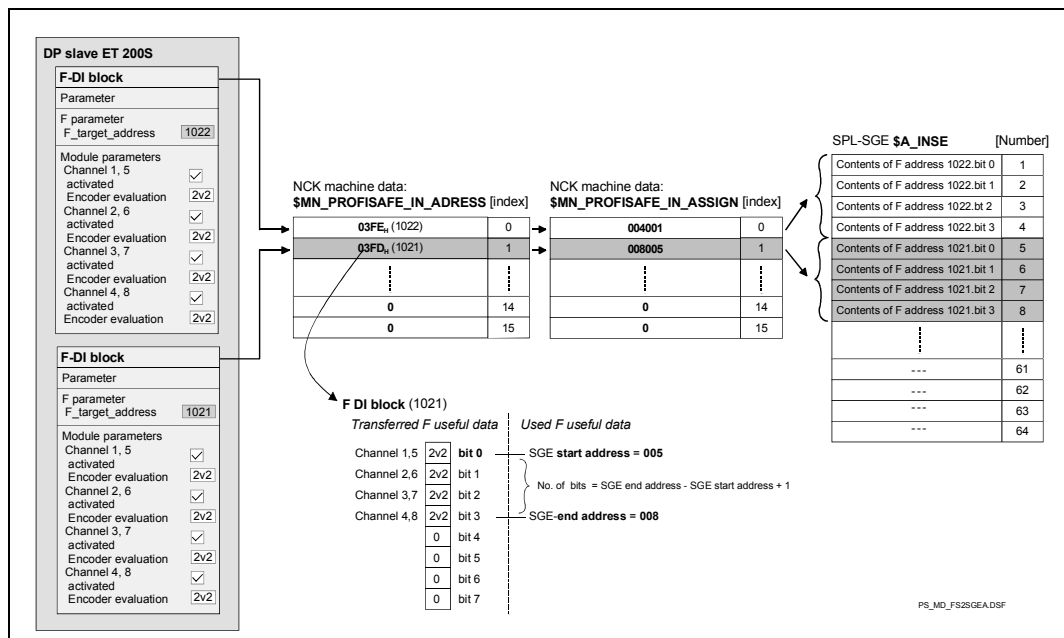 DP slave ET 200S
F-DI block
Parameter
F parameter
F_target_address 1022
Module parameters
Channel 1, 5
activated
Encoder evaluation 2v2
Channel 2, 6
activated
Encoder evaluation 2v2
Channel 3, 7
activated
Encoder evaluation 2v2
Channel 4, 8
activated
Encoder evaluation 2v2
F-DI block
Parameter
F parameter
F_target_address 1021
Module parameters
Channel 1, 5
activated
Encoder evaluation 2v2
Channel 2, 6
activated
Encoder evaluation 2v2
Channel 3, 7
activated
Encoder evaluation 2v2
Channel 4, 8
activated
Encoder evaluation 2v2
NCK machine data:
$MN_PROFISAFE_IN_ADRESS [index]
03FEH (1022) 0
03FDH (1021) 1
0 14
0 15
NCK machine data:
$MN_PROFISAFE_IN_ASSIGN [index]
004001 0
008005 1
0 14
0 15
SPL-SGE $A_INSE [Number]
Contents of F address 1022.bit 0 1
Contents of F address 1022.bit 1 2
Contents of F address 1022.bt 2 3
Contents of F address 1022.bit 3 4
Contents of F address 1021.bit 0 5
Contents of F address 1021.bit 1 6
Contents of F address 1021.bit 2 7
Contents of F address 1021.bit 3 8
--- 61
--- 62
--- 63
--- 64
F DI block (1021)
Transferred F useful data Used F useful data
Channel 1,5 2v2 bit 0 SGE start address = 005
Channel 2,6 2v2 bit 1
No. of bits = SGE end address - SGE start address + 1
Channel 3,7 2v2 bit 2
Channel 4,8 2v2 bit 3 SGE-end address = 008
0 bit 4
0 bit 5
0 bit 6
0 bit 7
PS_MD_FS2SGEA.DSF